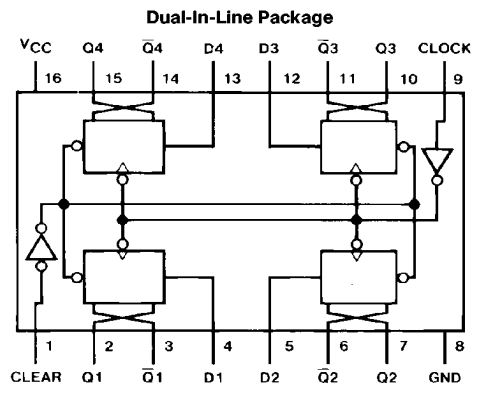 Dual-In-Line Package
VCC Q4 Q̅4 D4 D3 Q̅3 Q3 CLOCK
16 15 14 13 12 11 10 9
1 2 3 4 5 6 7 8
CLEAR Q1 Q̅1 D1 D2 Q̅2 Q2 GND